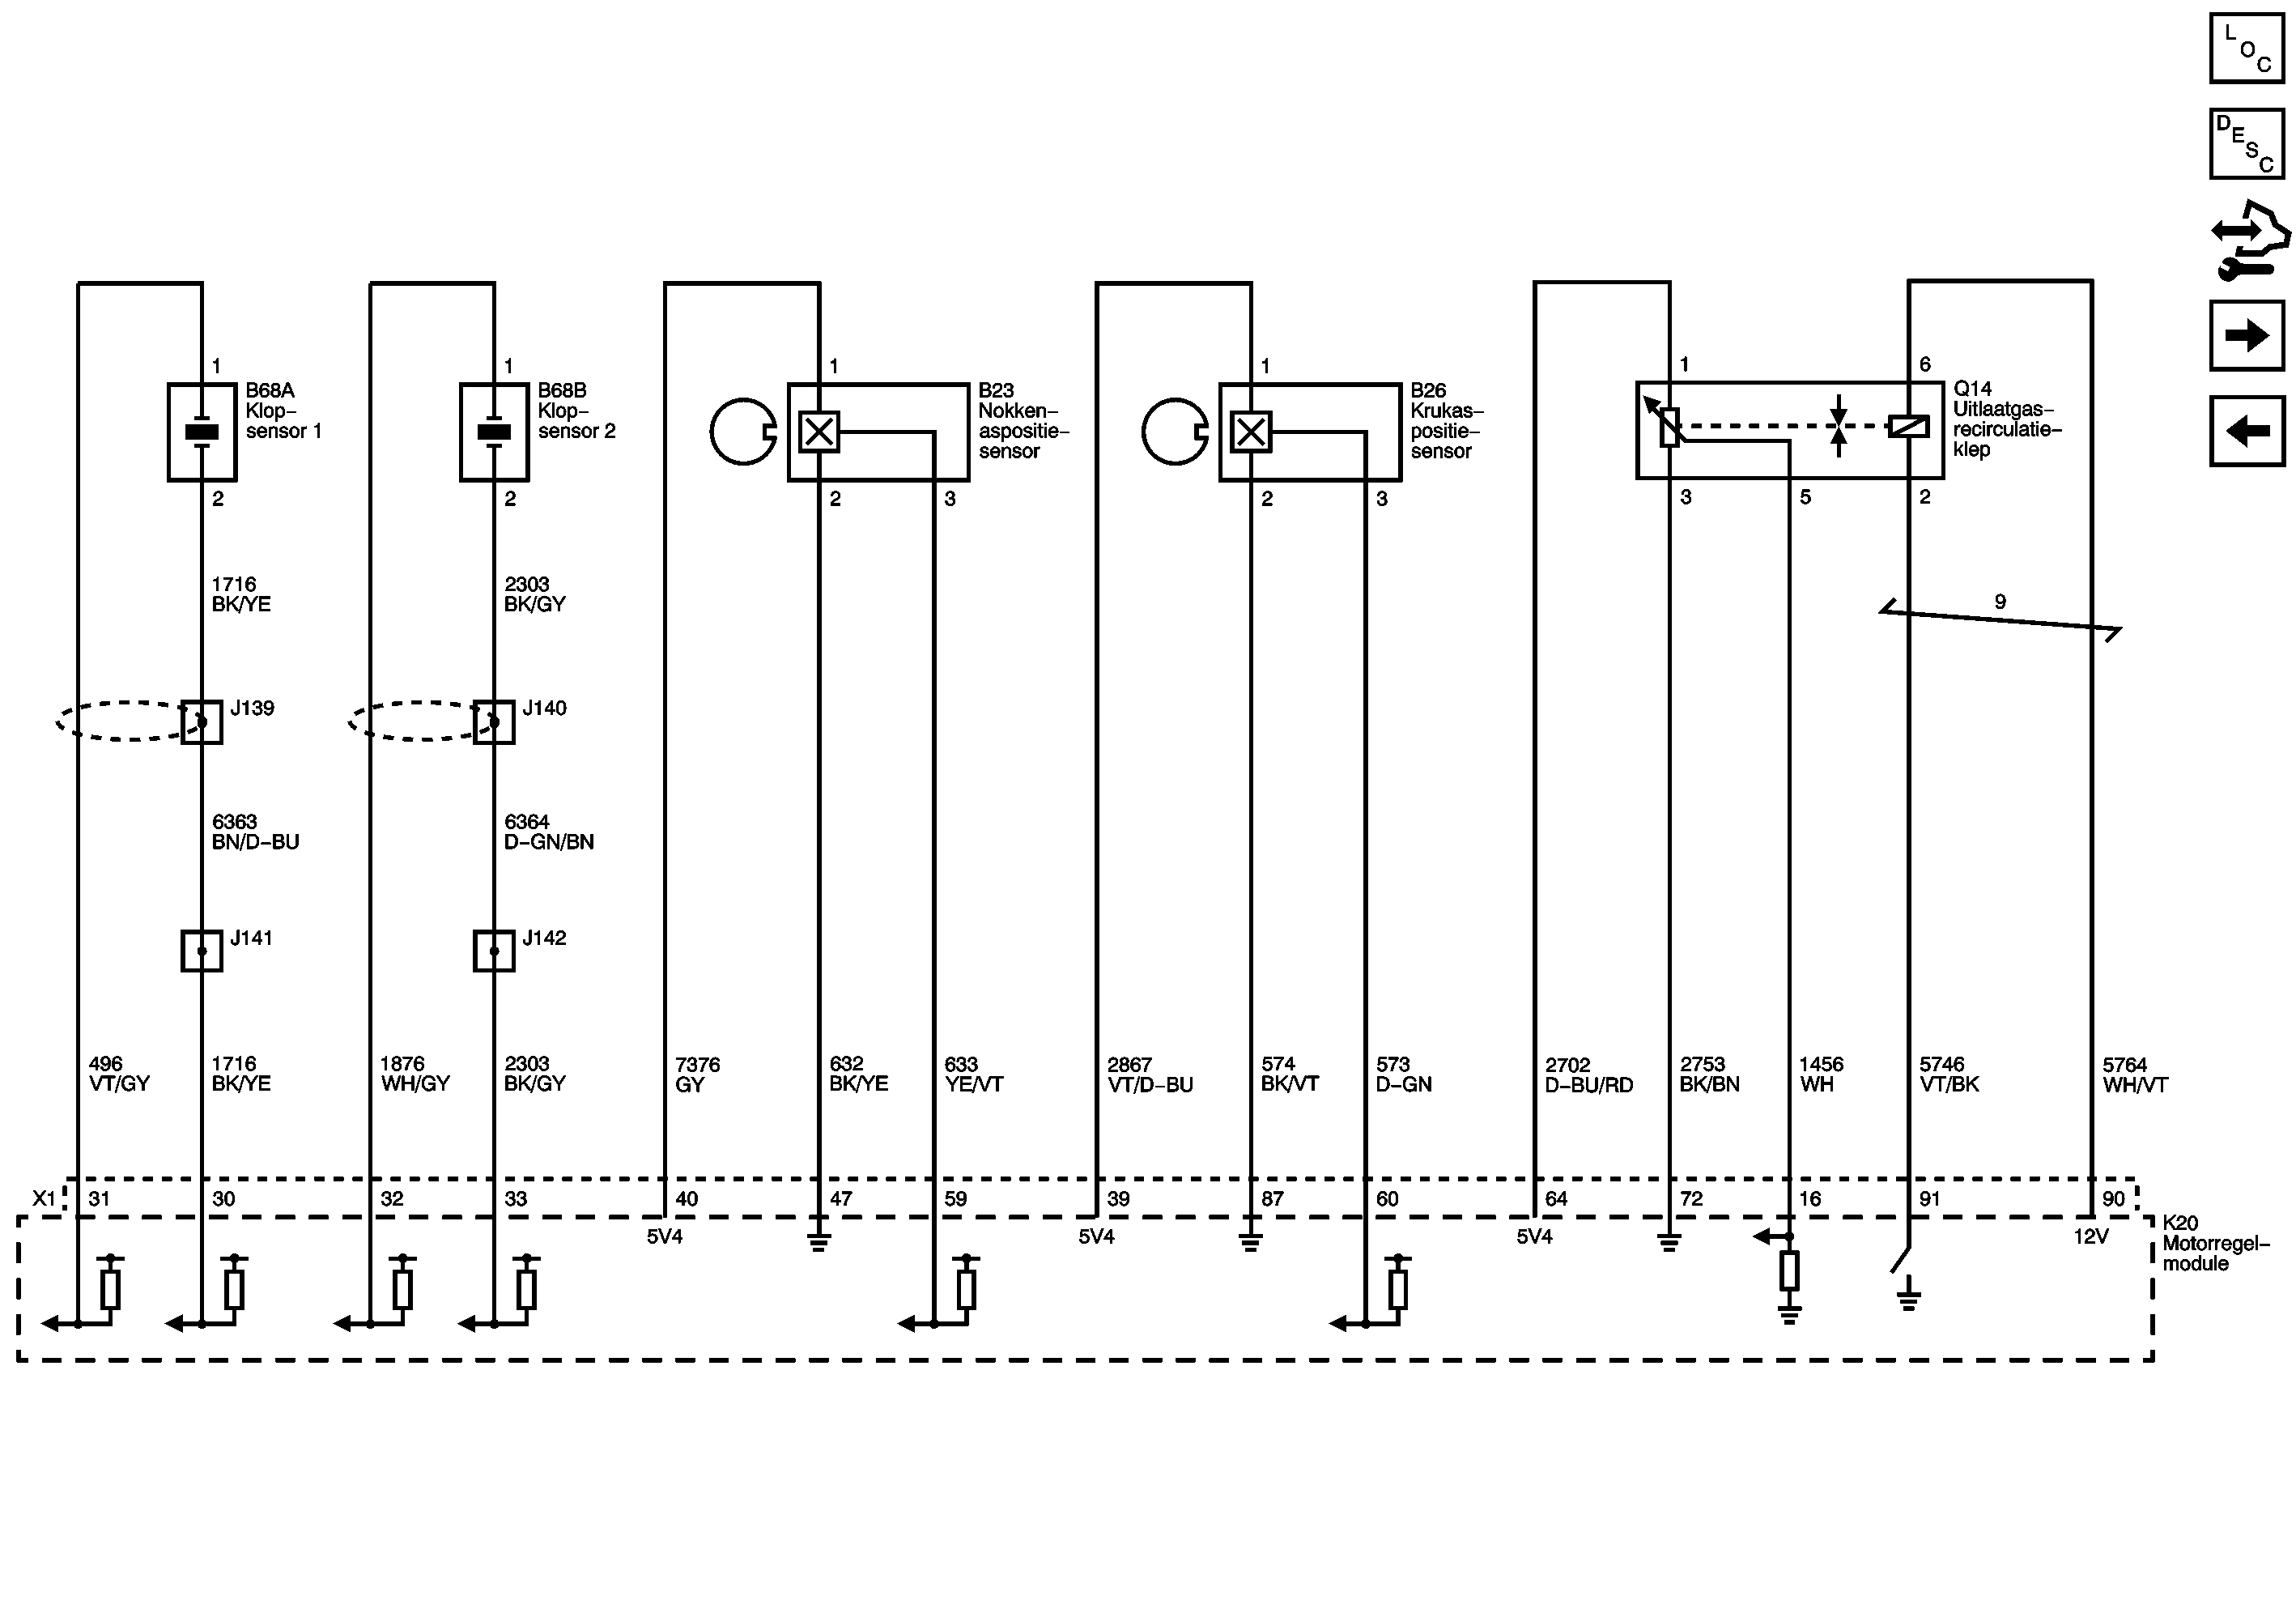 L
O
C
D
E
S
C
1
1
1
1
1
6
B68A
Klop-
sensor 1
B68B
Klop-
sensor 2
B23
Nokken-
aspositie-
sensor
B26
Krukas-
positie-
sensor
Q14
Uitlaatgas-
recirculatie-
klep
2
2
2
3
2
3
3
5
2
1716
BK/YE
2303
BK/GY
9
J139
J140
6363
BN/D-BU
6364
D-GN/BN
J141
J142
496
VT/GY
1716
BK/YE
1876
WH/GY
2303
BK/GY
7376
GY
632
BK/YE
633
YE/VT
2867
VT/D-BU
574
BK/VT
573
D-GN
2702
D-BU/RD
2753
BK/BN
1456
WH
5746
VT/BK
5764
WH/VT
X1 31 30 32 33 40 47 59 39 87 60 64 72 16 91 90
5V4 5V4 5V4 12V
K20
Motorregel-
module